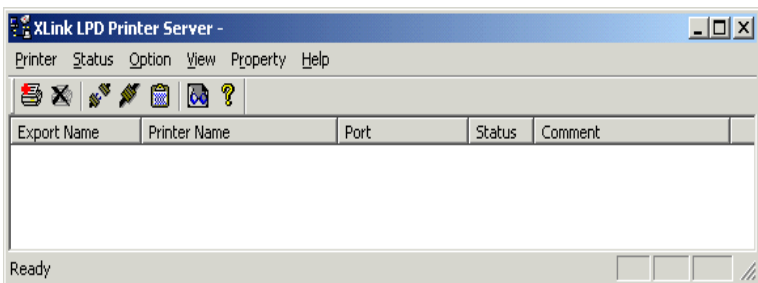 XLink LPD Printer Server -
Printer Status Option View Property Help
Export Name Printer Name Port Status Comment
Ready